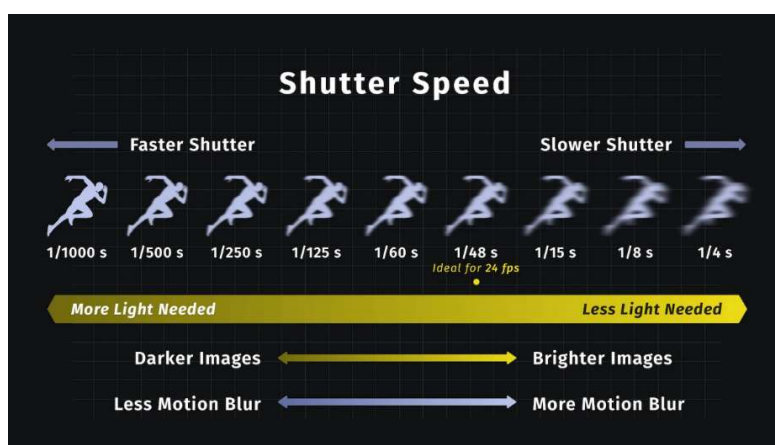 Shutter Speed
Faster Shutter
Slower Shutter
1/1000 s 1/500 s 1/250 s 1/125 s 1/60 s 1/48 s 1/15 s 1/8 s 1/4 s
Ideal for 24 fps
More Light Needed
Less Light Needed
Darker Images
Brighter Images
Less Motion Blur
More Motion Blur